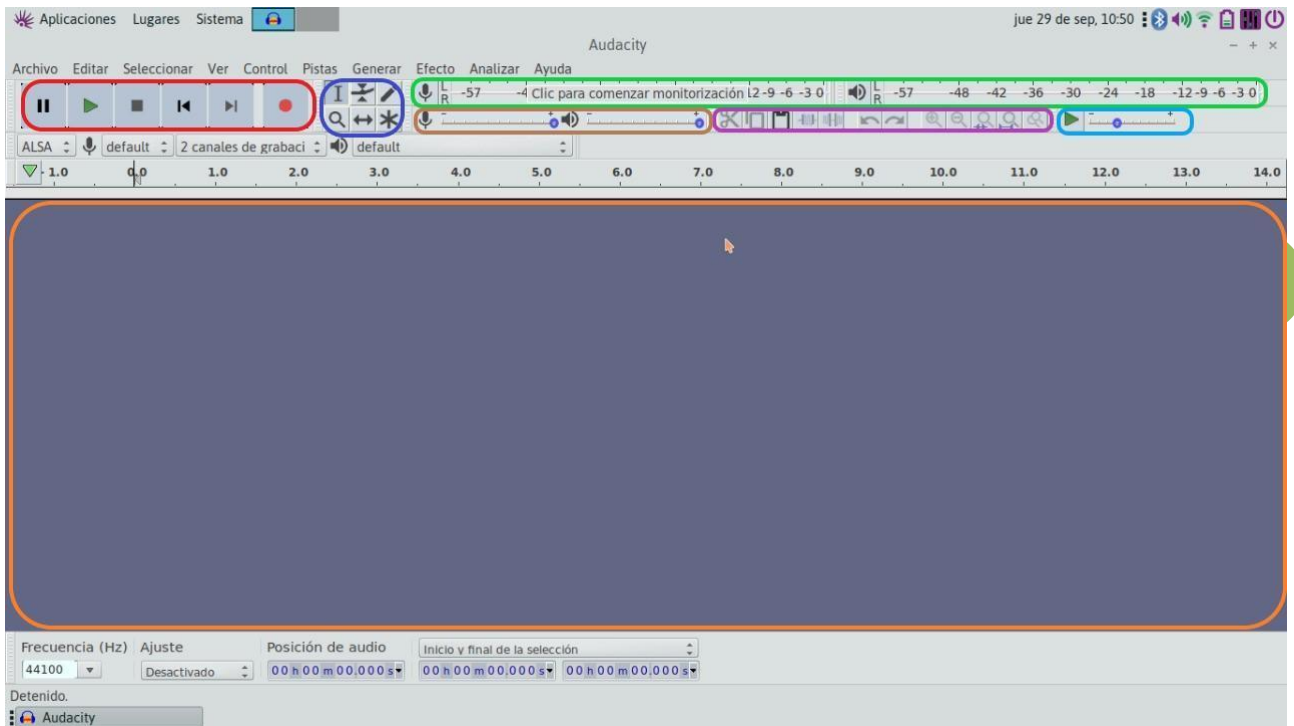 Aplicaciones Lugares Sistema jue 29 de sep, 10:50
Audacity
Archivo Editar Seleccionar Ver Control Pistas Generar Efecto Analizar Ayuda
L R -57 -4 Clic para comenzar monitorización 12 -9 -6 -3 0 L R -57 -48 -42 -36 -30 -24 -18 -12 -9 -6 -3 0
- + - + - +
ALSA default 2 canales de grabaci default
- 1.0 0.0 1.0 2.0 3.0 4.0 5.0 6.0 7.0 8.0 9.0 10.0 11.0 12.0 13.0 14.0
Frecuencia (Hz) Ajuste Posición de audio Inicio y final de la selección
44100 Desactivado 00 h 00 m 00,000 s 00 h 00 m 00,000 s 00 h 00 m 00,000 s
Detenido.
Audacity